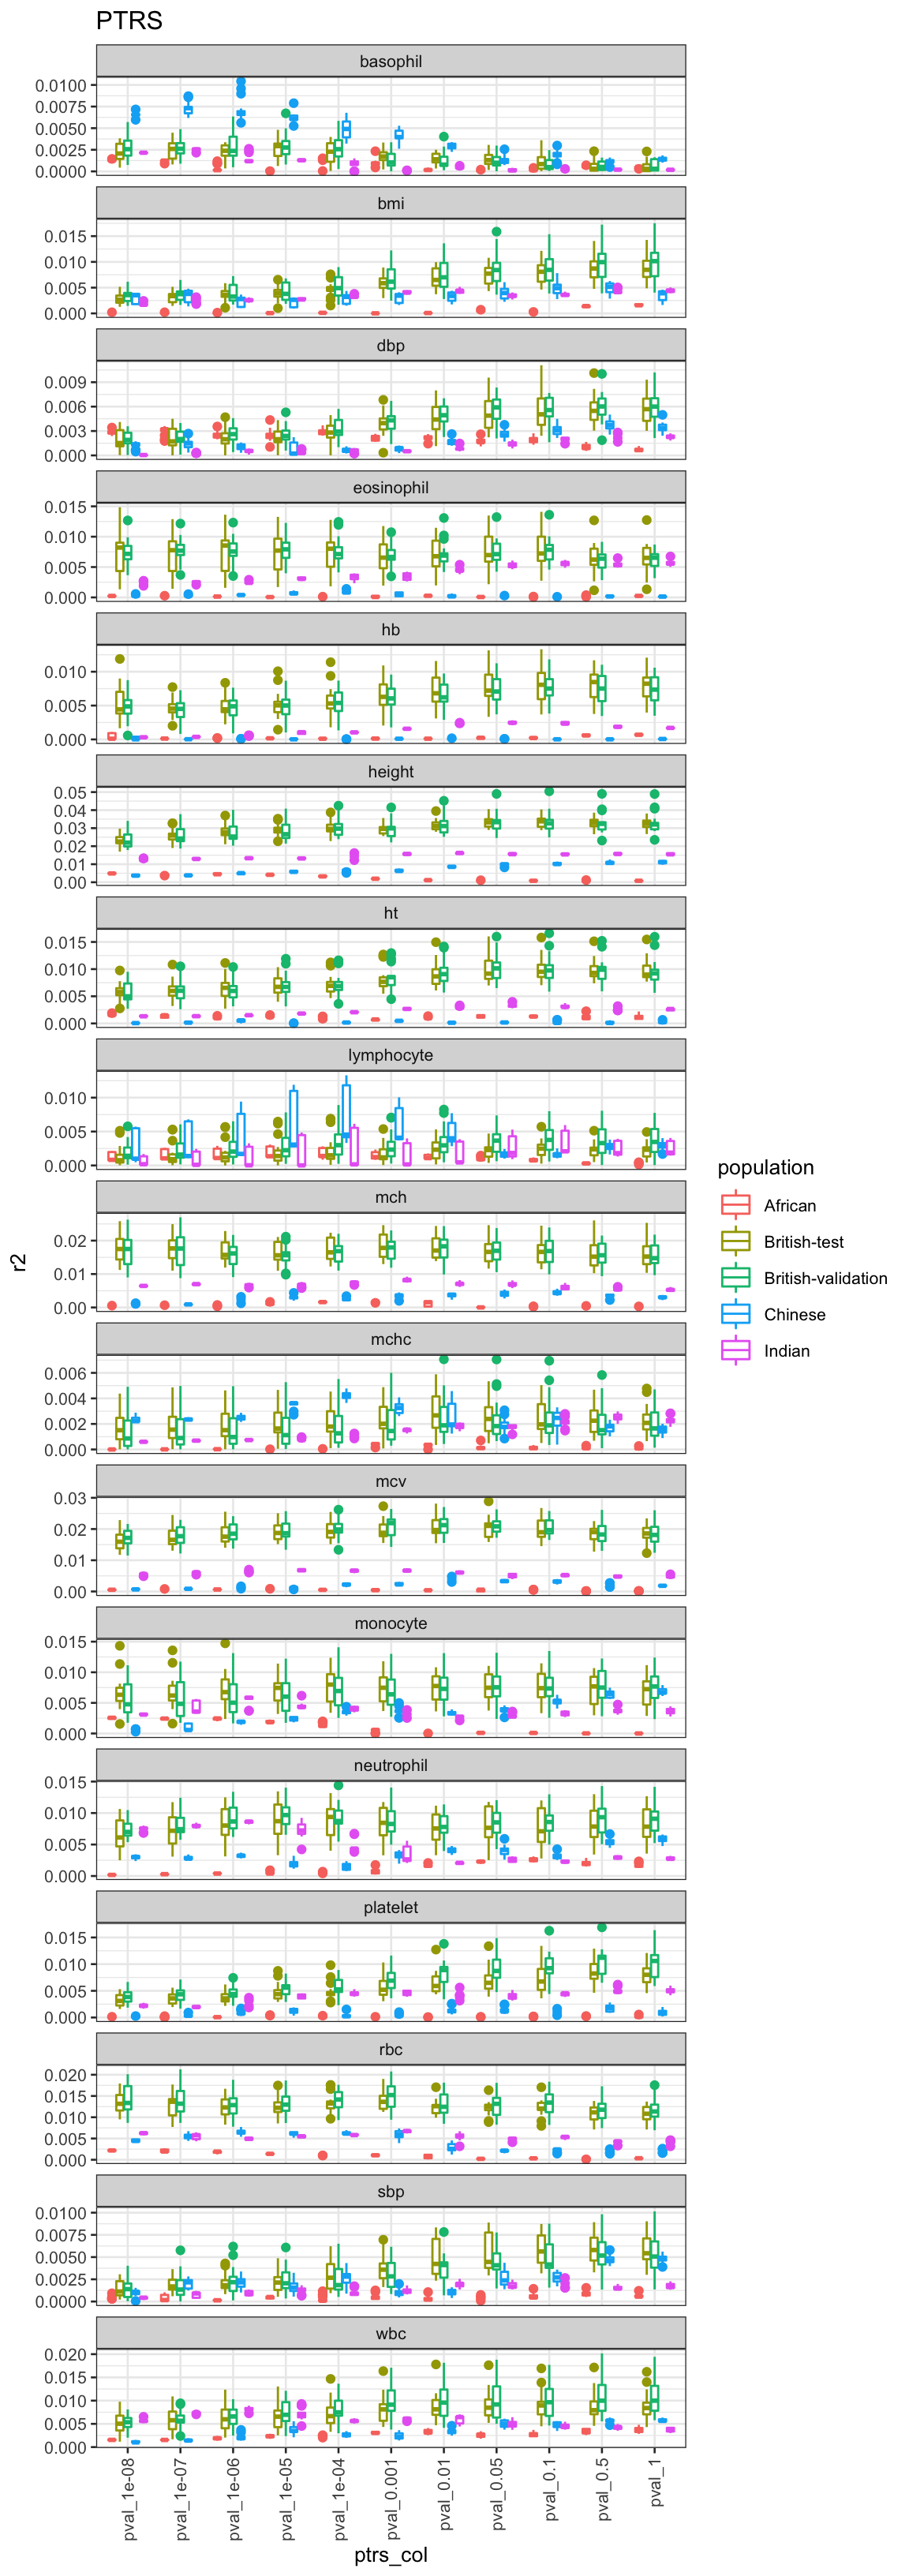 PTRS
basophil
0.0100
0.0075
0.0050
0.0025
0.0000
bmi
0.015
0.010
0.005
0.000
dbp
0.009
0.006
0.003
0.000
eosinophil
0.015
0.010
0.005
0.000
hb
0.010
0.005
0.000
height
0.05
0.04
0.03
0.02
0.01
0.00
ht
0.015
0.010
0.005
0.000
lymphocyte
0.010
0.005
0.000
mch
0.02
0.01
0.00
mchc
0.006
0.004
0.002
0.000
mcv
0.03
0.02
0.01
0.00
monocyte
0.015
0.010
0.005
0.000
neutrophil
0.015
0.010
0.005
0.000
platelet
0.015
0.010
0.005
0.000
rbc
0.020
0.015
0.010
0.005
0.000
sbp
0.0100
0.0075
0.0050
0.0025
0.0000
wbc
0.020
0.015
0.010
0.005
0.000
r2
pval_1e-08
pval_1e-07
pval_1e-06
pval_1e-05
pval_1e-04
pval_0.001
pval_0.01
pval_0.05
pval_0.1
pval_0.5
pval_1
ptrs_col
population
African
British-test
British-validation
Chinese
Indian